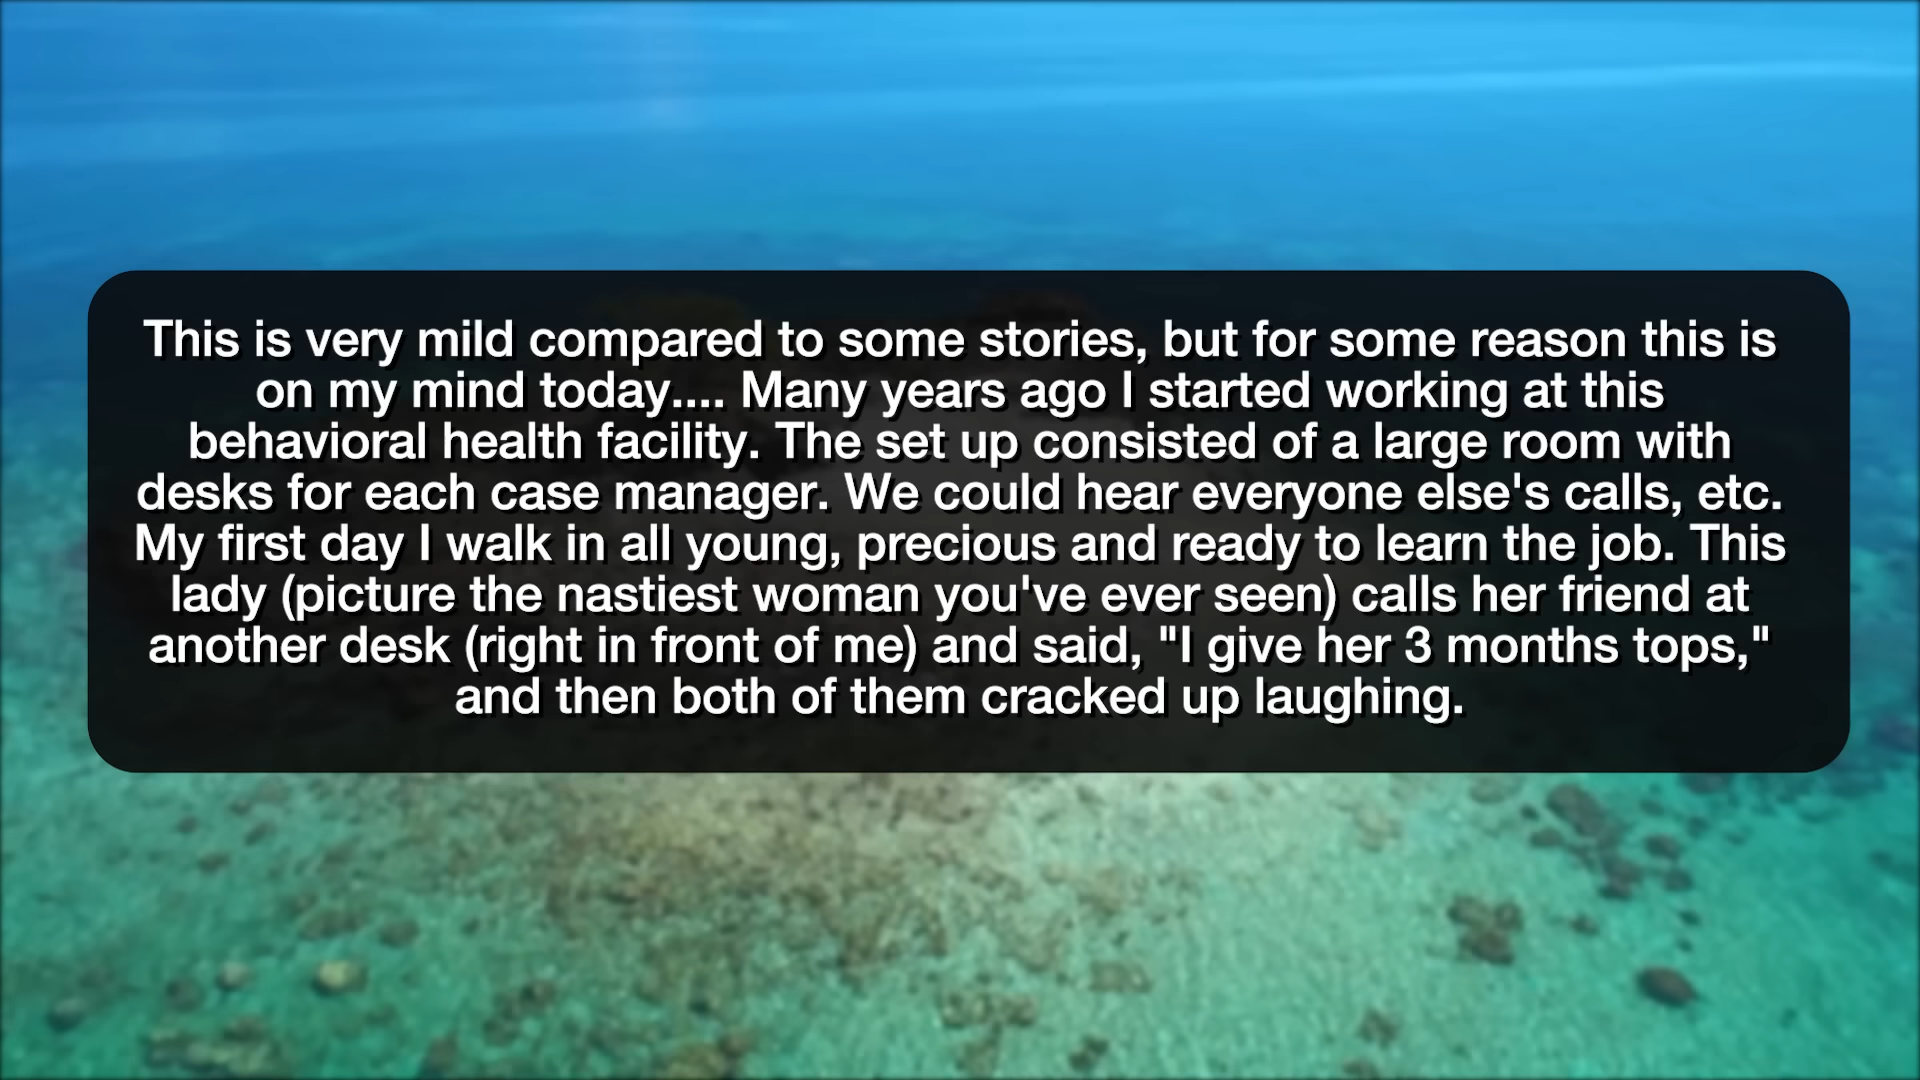 This is very mild compared to some stories, but for some reason this is
on my mind today.... Many years ago I started working at this
behavioral health facility. The set up consisted of a large room with
desks for each case manager. We could hear everyone else's calls, etc.
My first day I walk in all young, precious and ready to learn the job. This
lady (picture the nastiest woman you've ever seen) calls her friend at
another desk (right in front of me) and said, "I give her 3 months tops,"
and then both of them cracked up laughing.